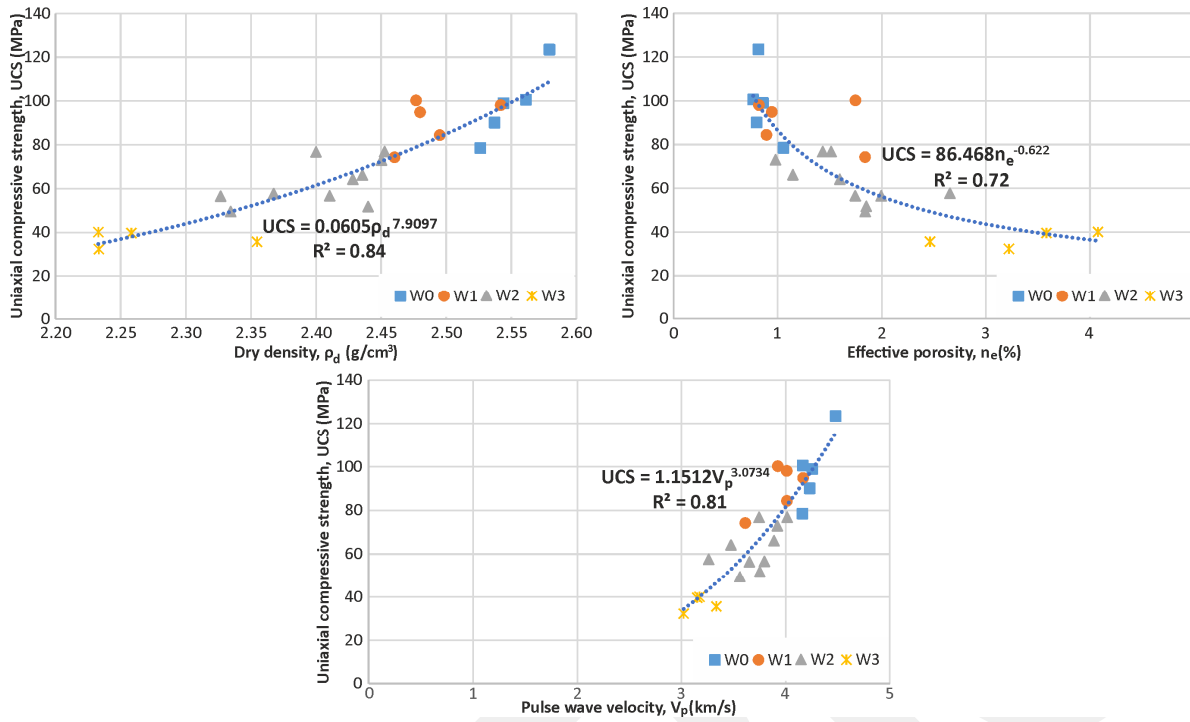 Uniaxial compressive strength, UCS (MPa)
140
120
100
80
60
40
20
0
UCS = 0.0605ρd^7.9097
R² = 0.84
W0 W1 W2 W3
2.20 2.25 2.30 2.35 2.40 2.45 2.50 2.55 2.60
Dry density, ρd (g/cm³)
Uniaxial compressive strength, UCS (MPa)
140
120
100
80
60
40
20
0
UCS = 86.468ne^-0.622
R² = 0.72
W0 W1 W2 W3
0 1 2 3 4
Effective porosity, ne(%)
Uniaxial compressive strength, UCS (MPa)
140
120
100
80
60
40
20
0
UCS = 1.1512Vp^3.0734
R² = 0.81
W0 W1 W2 W3
0 1 2 3 4 5
Pulse wave velocity, Vp(km/s)